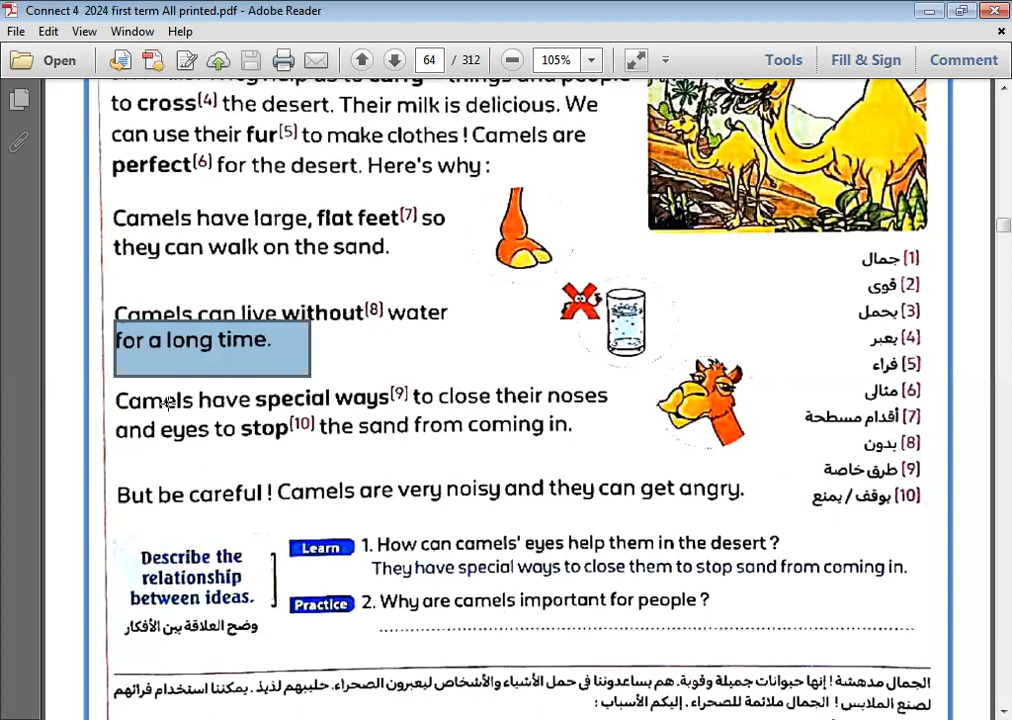 Connect 4 2024 first term All printed.pdf - Adobe Reader
File Edit View Window Help
Open 64 / 312 105% Tools Fill & Sign Comment
to cross[4] the desert. Their milk is delicious. We
can use their fur[5] to make clothes ! Camels are
perfect[6] for the desert. Here's why :
Camels have large, flat feet[7] so
they can walk on the sand.
Camels can live without[8] water
for a long time.
Camels have special ways[9] to close their noses
and eyes to stop[10] the sand from coming in.
But be careful ! Camels are very noisy and they can get angry.
[1] جمال
[2] قوى
[3] يحمل
[4] يعبر
[5] فراء
[6] مثالى
[7] أقدام مسطحة
[8] بدون
[9] طرق خاصة
[10] يوقف / يمنع
Describe the
relationship
between ideas.
وضح العلاقة بين الأفكار
Learn 1. How can camels' eyes help them in the desert ?
They have special ways to close them to stop sand from coming in.
Practice 2. Why are camels important for people ?
الجمال مدهشة ! إنها حيوانات جميلة وقوية. هم يساعدوننا فى حمل الأشياء والأشخاص ليعبرون الصحراء. حليبهم لذيذ. يمكننا استخدام فرائهم
لصنع الملابس ! الجمال ملائمة للصحراء. إليكم الأسباب :